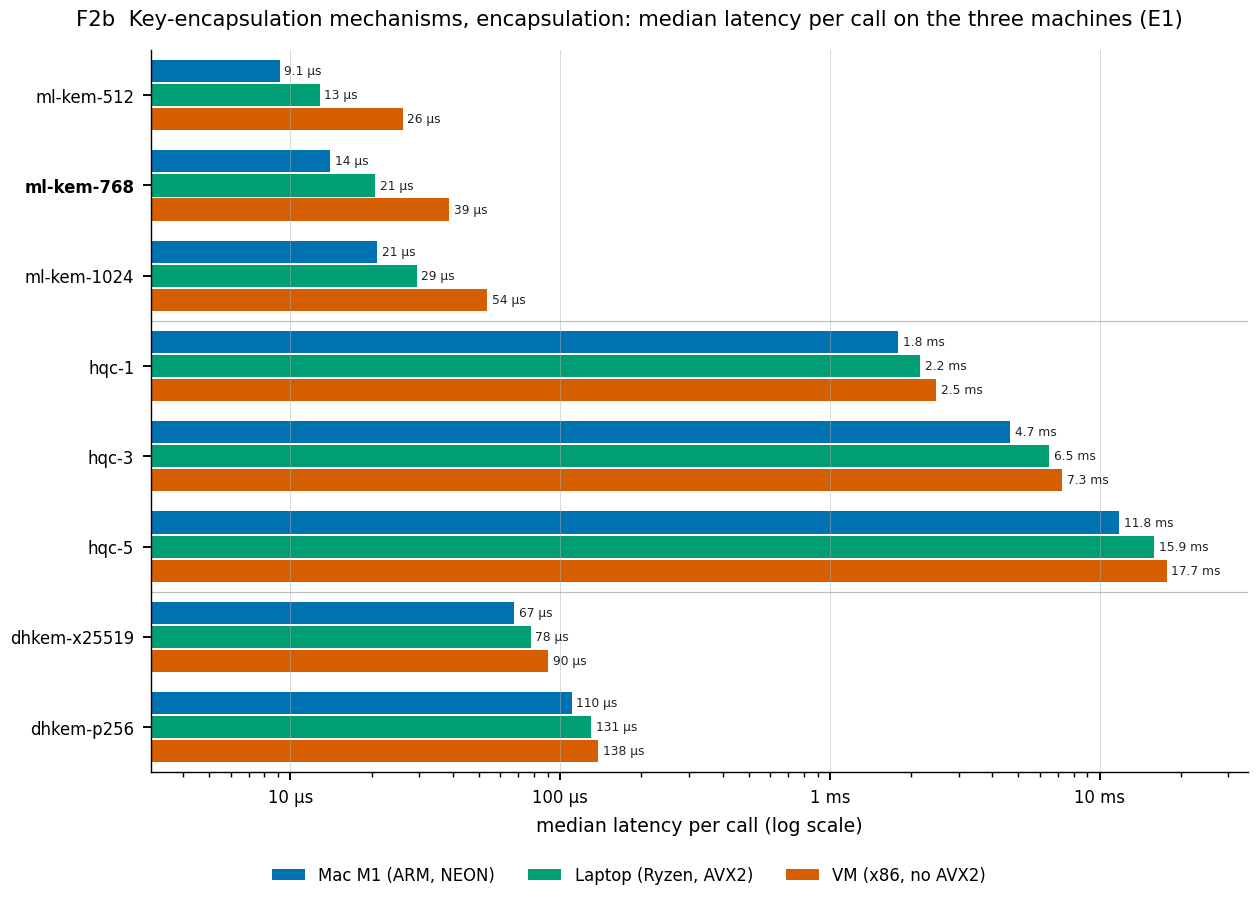 F2b  Key-encapsulation mechanisms, encapsulation: median latency per call on the three machines (E1)
ml-kem-512
9.1 µs
13 µs
26 µs
ml-kem-768
14 µs
21 µs
39 µs
ml-kem-1024
21 µs
29 µs
54 µs
hqc-1
1.8 ms
2.2 ms
2.5 ms
hqc-3
4.7 ms
6.5 ms
7.3 ms
hqc-5
11.8 ms
15.9 ms
17.7 ms
dhkem-x25519
67 µs
78 µs
90 µs
dhkem-p256
110 µs
131 µs
138 µs
10 µs 100 µs 1 ms 10 ms
median latency per call (log scale)
Mac M1 (ARM, NEON) Laptop (Ryzen, AVX2) VM (x86, no AVX2)